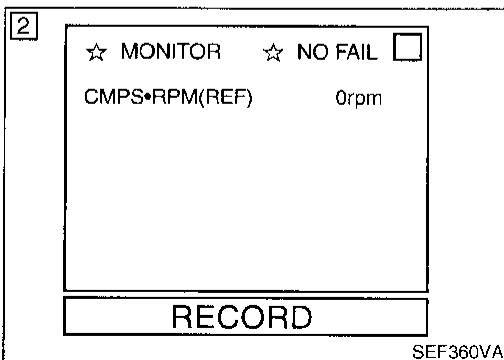 2
☆ MONITOR ☆ NO FAIL
CMPS•RPM(REF) 0rpm
RECORD
SEF360VA